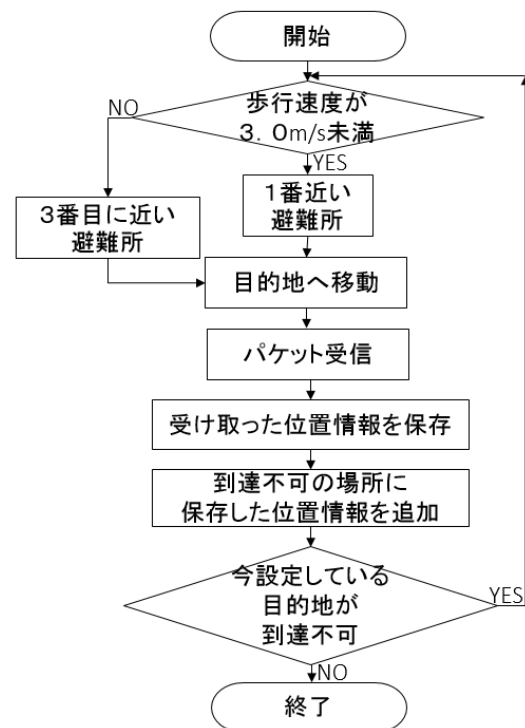 開始
歩行速度が
3.0m/s未満
NO
YES
1番近い
避難所
3番目に近い
避難所
目的地へ移動
パケット受信
受け取った位置情報を保存
到達不可の場所に
保存した位置情報を追加
今設定している
目的地が
到達不可
YES
NO
終了